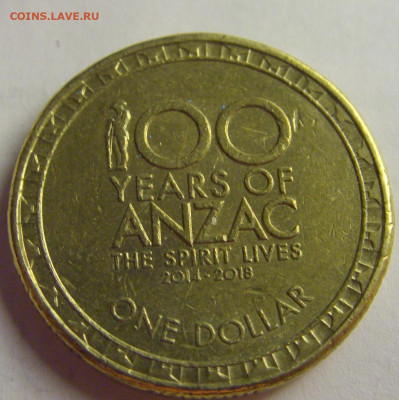 COINS.LAVE.RU
100
YEARS OF
ANZAC
THE SPIRIT LIVES
2014-2018
ONE DOLLAR